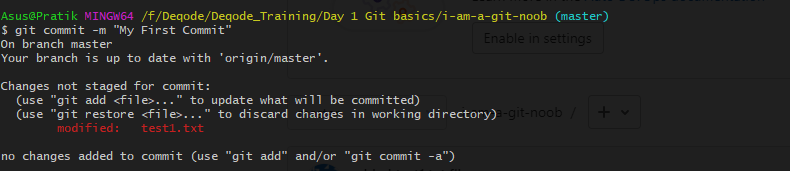 Asus@Pratik MINGW64 /f/Deqode/Deqode_Training/Day 1 Git basics/i-am-a-git-noob (master)
$ git commit -m "My First Commit"
On branch master
Your branch is up to date with 'origin/master'.
Enable in settings
Changes not staged for commit:
  (use "git add <file>..." to update what will be committed)
  (use "git restore <file>..." to discard changes in working directory)
-git-noob /
        modified:   test1.txt
no changes added to commit (use "git add" and/or "git commit -a")